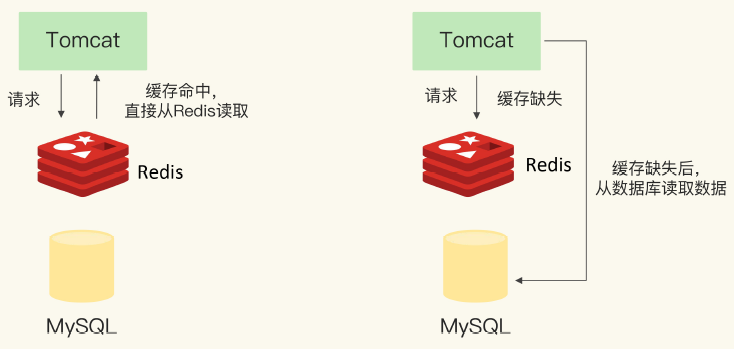 Tomcat
请求
缓存命中，
直接从Redis读取
Redis
MySQL
Tomcat
请求
缓存缺失
Redis
缓存缺失后，
从数据库读取数据
MySQL